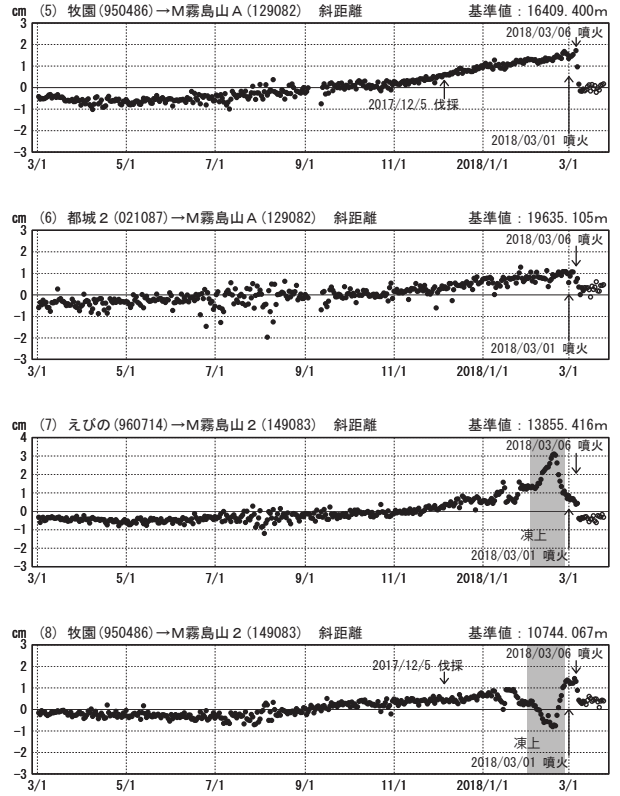 cm (5) 牧園(950486)→M霧島山A(129082) 斜距離 基準値：16409.400m
3
2018/03/06 噴火
2
1
0
2017/12/5 伐採
-1
-2
2018/03/01 噴火
-3
3/1 5/1 7/1 9/1 11/1 2018/1/1 3/1
cm (6) 都城2(021087)→M霧島山A(129082) 斜距離 基準値：19635.105m
3
2018/03/06 噴火
2
1
0
-1
-2
2018/03/01 噴火
-3
3/1 5/1 7/1 9/1 11/1 2018/1/1 3/1
cm (7) えびの(960714)→M霧島山2(149083) 斜距離 基準値：13855.416m
4
2018/03/06 噴火
3
2
1
0
-1
凍上
-2
2018/03/01 噴火
-3
3/1 5/1 7/1 9/1 11/1 2018/1/1 3/1
cm (8) 牧園(950486)→M霧島山2(149083) 斜距離 基準値：10744.067m
3
2018/03/06 噴火
2017/12/5 伐採
2
1
0
-1
凍上
-2
2018/03/01 噴火
-3
3/1 5/1 7/1 9/1 11/1 2018/1/1 3/1